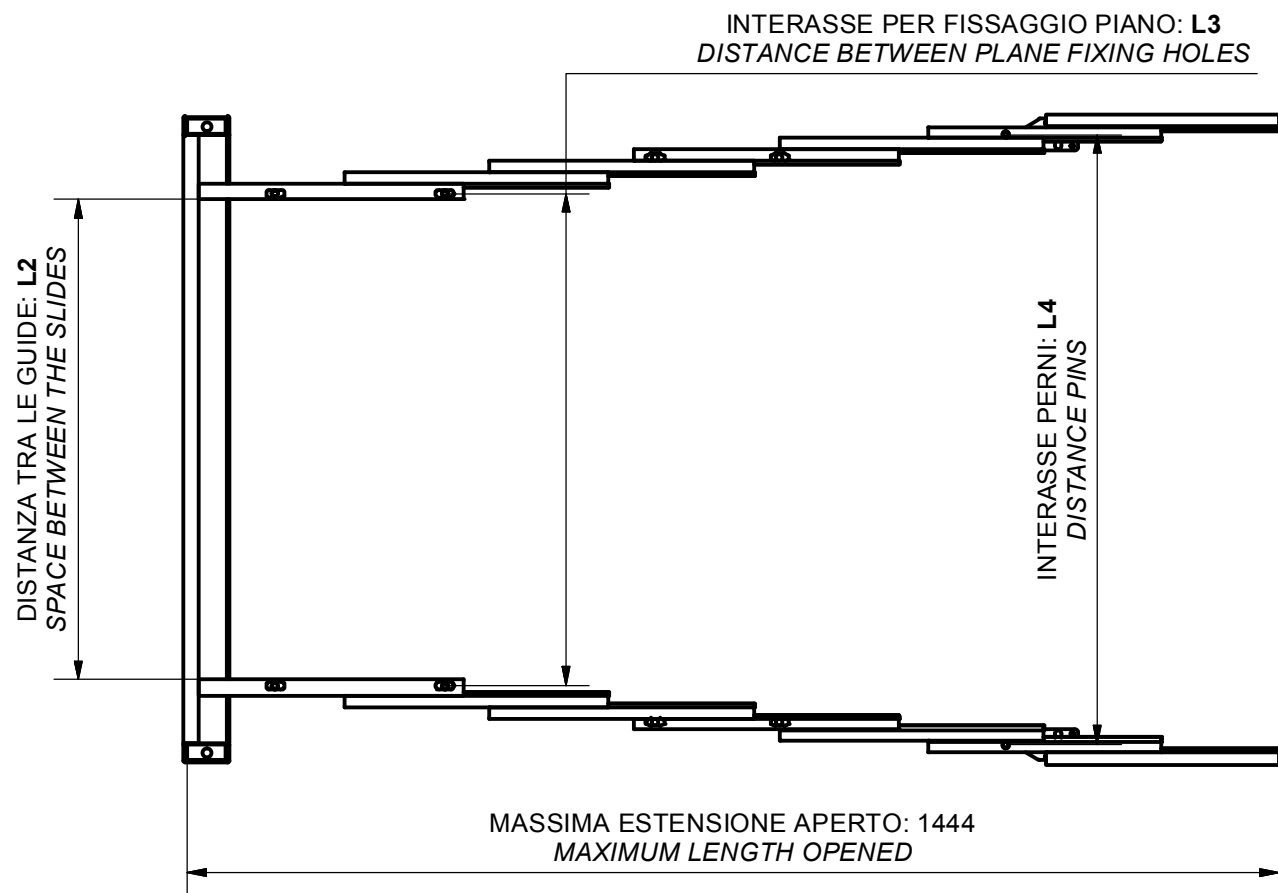 INTERASSE PER FISSAGGIO PIANO: L3
DISTANCE BETWEEN PLANE FIXING HOLES
DISTANZA TRA LE GUIDE: L2
SPACE BETWEEN THE SLIDES
INTERASSE PERNI: L4
DISTANCE PINS
MASSIMA ESTENSIONE APERTO: 1444
MAXIMUM LENGTH OPENED